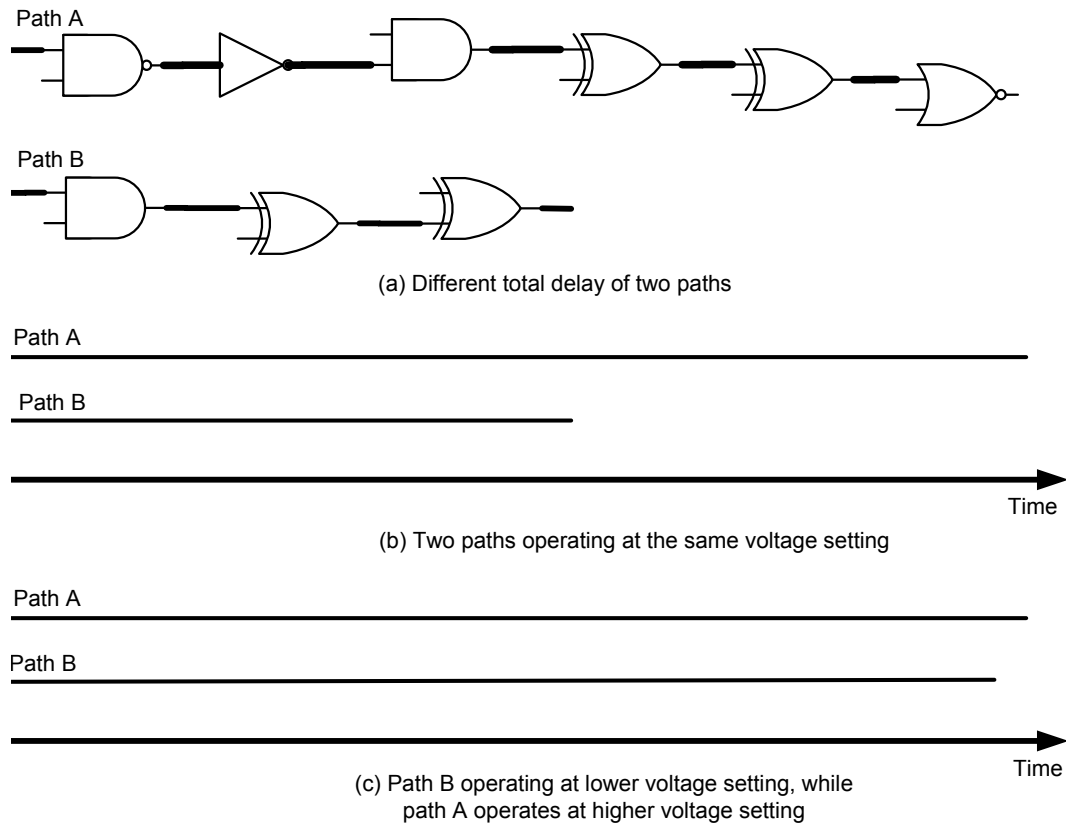 Path A
Path B
(a) Different total delay of two paths
Path A
Path B
Time
(b) Two paths operating at the same voltage setting
Path A
Path B
Time
(c) Path B operating at lower voltage setting, while
path A operates at higher voltage setting